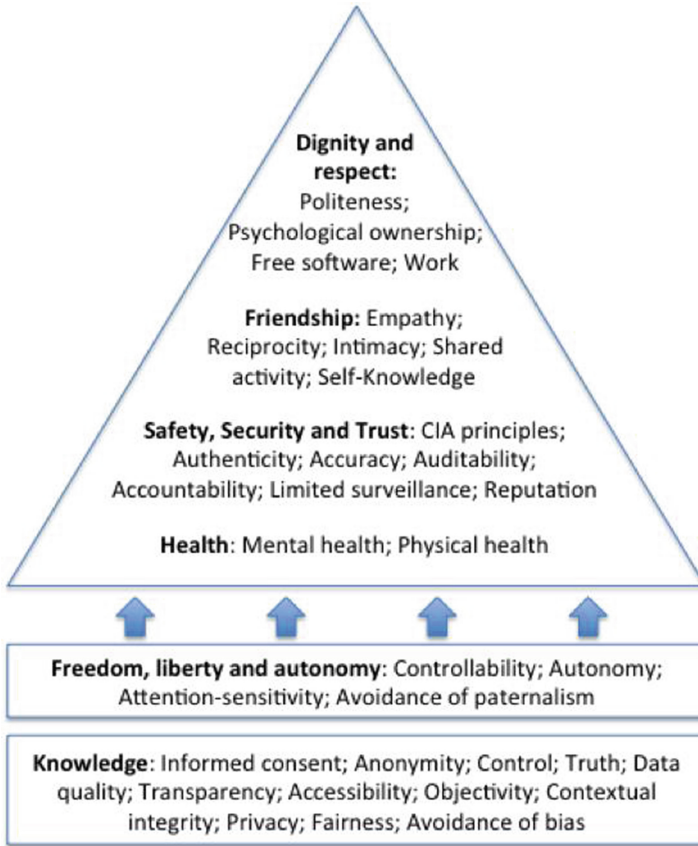 Dignity and
respect:
Politeness;
Psychological ownership;
Free software; Work
Friendship: Empathy;
Reciprocity; Intimacy; Shared
activity; Self-Knowledge
Safety, Security and Trust: CIA principles;
Authenticity; Accuracy; Auditability;
Accountability; Limited surveillance; Reputation
Health: Mental health; Physical health
Freedom, liberty and autonomy: Controllability; Autonomy;
Attention-sensitivity; Avoidance of paternalism
Knowledge: Informed consent; Anonymity; Control; Truth; Data
quality; Transparency; Accessibility; Objectivity; Contextual
integrity; Privacy; Fairness; Avoidance of bias